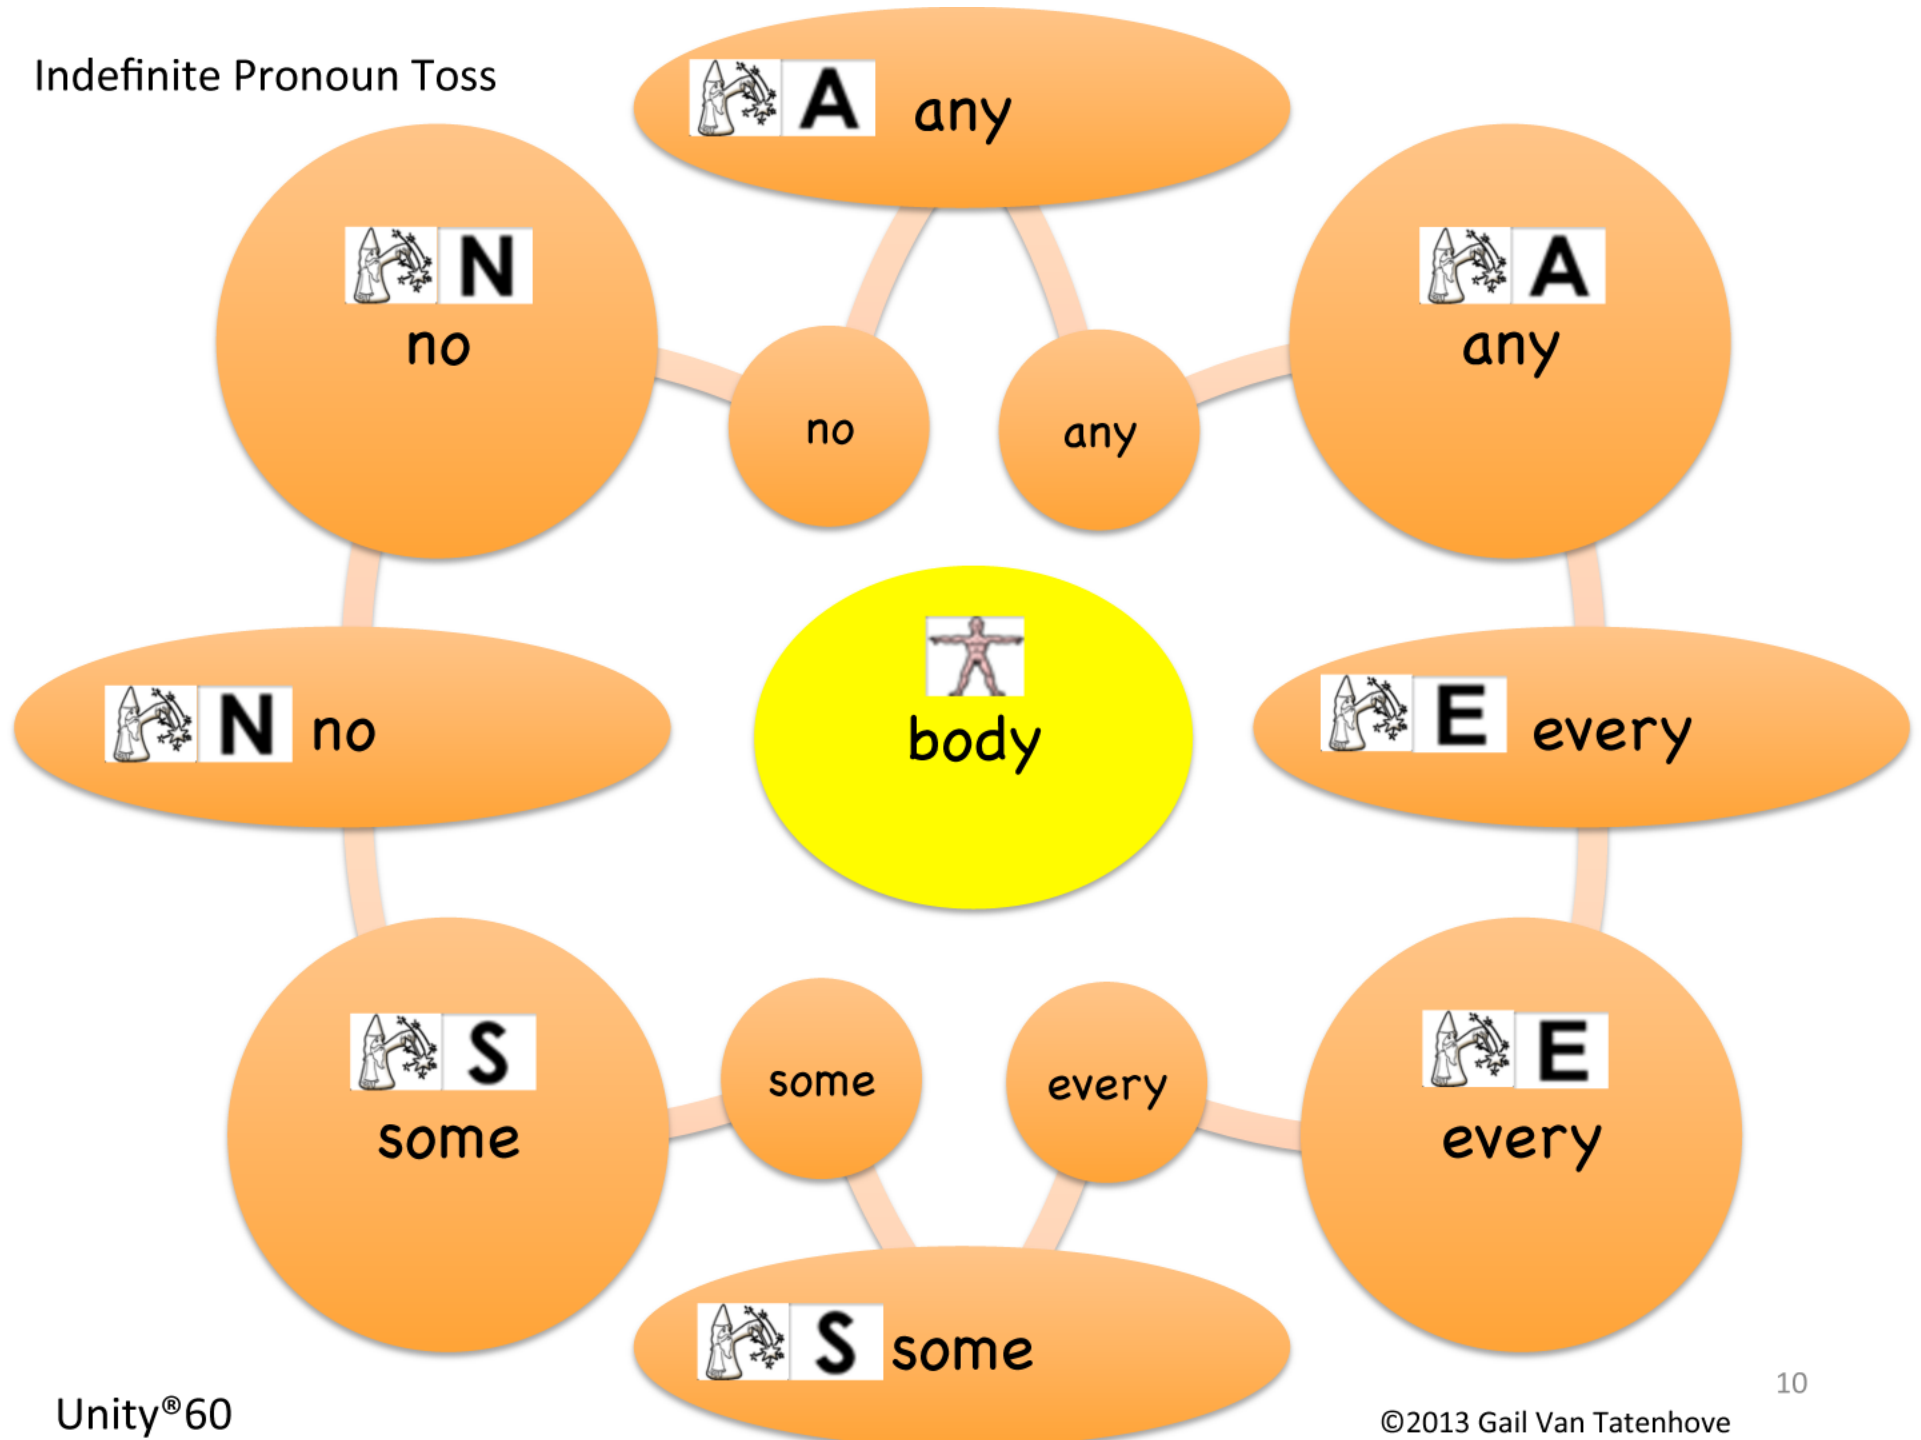 Indefinite Pronoun Toss
A any
N
no
A
any
no
any
N no
body
E every
S
some
some
every
E
every
S some
10
Unity®60
©2013 Gail Van Tatenhove